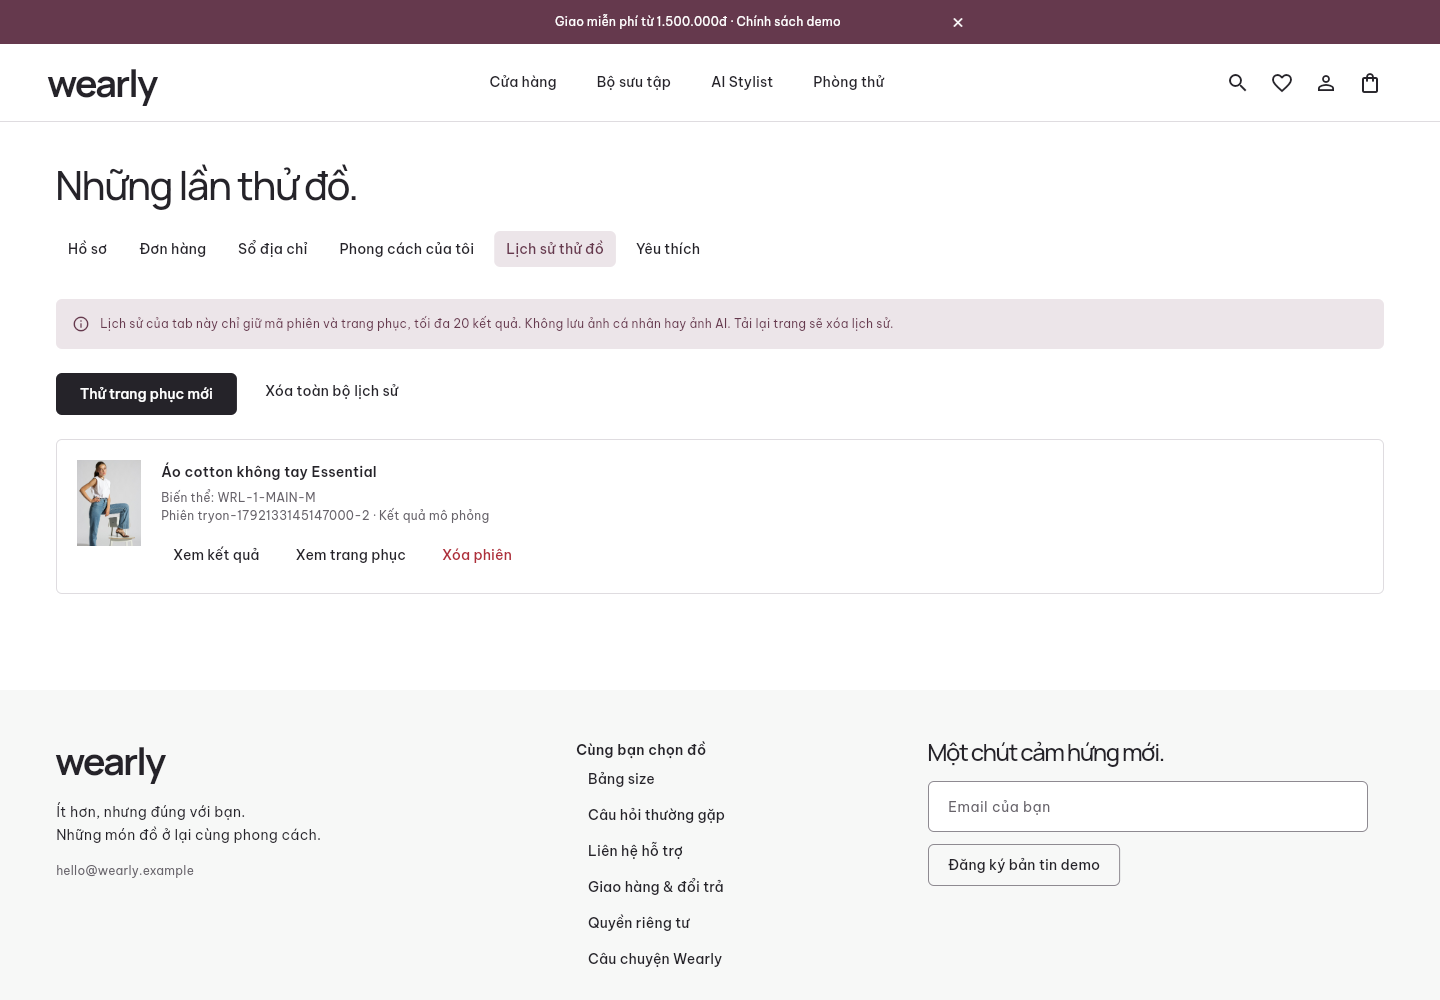 Giao miễn phí từ 1.500.000đ · Chính sách demo
wearly
Cửa hàng
Bộ sưu tập
AI Stylist
Phòng thử
Những lần thử đồ.
Hồ sơ
Đơn hàng
Sổ địa chỉ
Phong cách của tôi
Lịch sử thử đồ
Yêu thích
Lịch sử của tab này chỉ giữ mã phiên và trang phục, tối đa 20 kết quả. Không lưu ảnh cá nhân hay ảnh AI. Tải lại trang sẽ xóa lịch sử.
Thử trang phục mới
Xóa toàn bộ lịch sử
Áo cotton không tay Essential
Biến thể: WRL-1-MAIN-M
Phiên tryon-1792133145147000-2 · Kết quả mô phỏng
Xem kết quả
Xem trang phục
Xóa phiên
wearly
Ít hơn, nhưng đúng với bạn.
Những món đồ ở lại cùng phong cách.
hello@wearly.example
Cùng bạn chọn đồ
Bảng size
Câu hỏi thường gặp
Liên hệ hỗ trợ
Giao hàng & đổi trả
Quyền riêng tư
Câu chuyện Wearly
Một chút cảm hứng mới.
Email của bạn
Đăng ký bản tin demo